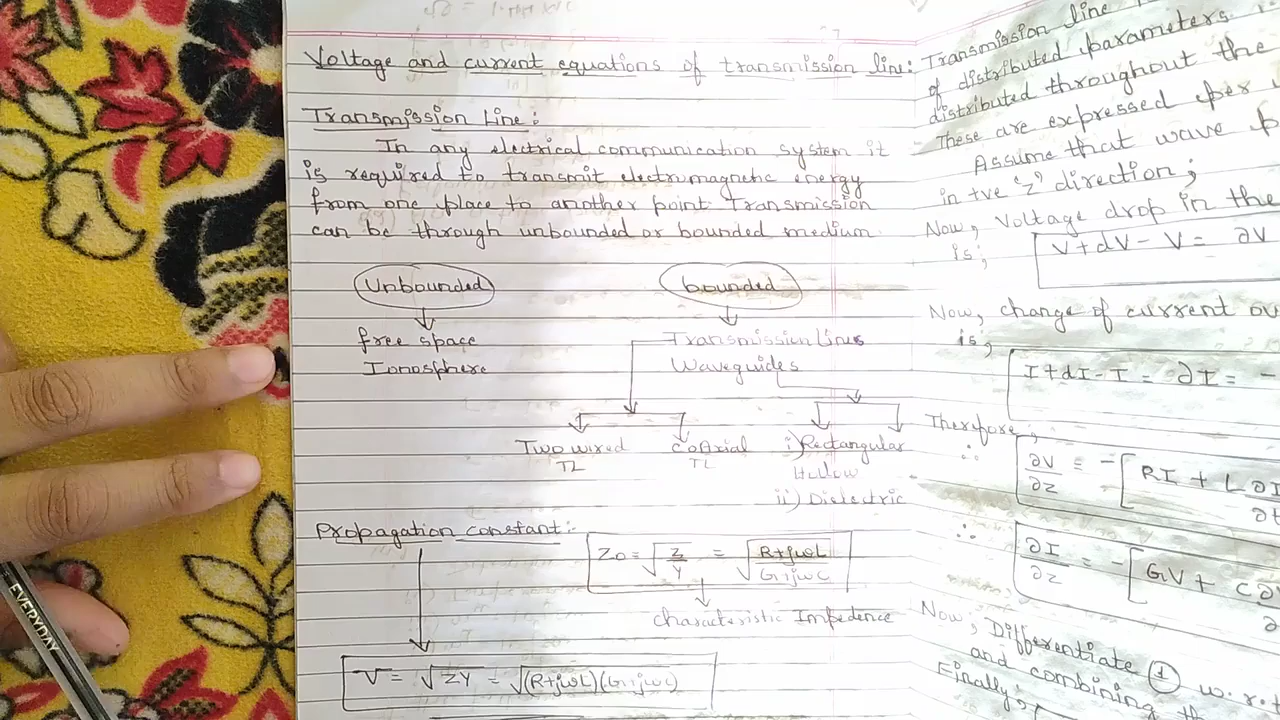 Voltage and current equations of transmission line:
Transmission Line:
In any electrical communication system it
is required to transmit electromagnetic energy
from one place to another point. Transmission
can be through unbounded or bounded medium
Unbounded
bounded
free space
Ionosphere
Transmission Lines
Waveguides
Two wired
TL
CoAxial
TL
i) Rectangular
Hollow
ii) Dielectric
Propagation constant:-
Z0 = √Z/Y = √R+jωL/G+jωC
characteristic Impedence
√ = √ZY = √(R+jωL)(G+jωC)
Transmission line
of distributed parameters
distributed throughout the
These are expressed per
Assume that wave
in +ve 'z' direction;
Now, Voltage drop in the
is;
V+dV-V = ∂V
Now, change of current
is;
I+dI-I = ∂I = -
Therefore;
∴ ∂V/∂z = -[RI + L∂I/∂t
∴ ∂I/∂z = -[GV + C∂
Now, Differentiate ① w.r.t
and combining
Finally;
EVERYDAY